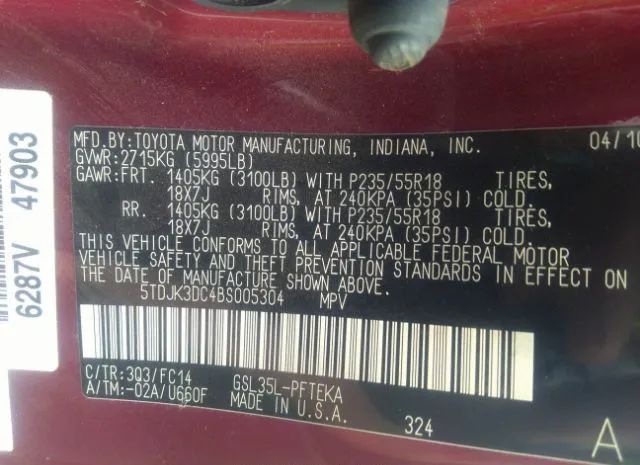 MFD.BY:TOYOTA MOTOR MANUFACTURING, INDIANA, INC. 04/10
GVWR:2715KG (5995LB)
GAWR:FRT. 1405KG (3100LB) WITH P235/55R18 TIRES,
18X7J RIMS, AT 240KPA (35PSI) COLD.
RR. 1405KG (3100LB) WITH P235/55R18 TIRES,
18X7J RIMS, AT 240KPA (35PSI) COLD.
THIS VEHICLE CONFORMS TO ALL APPLICABLE FEDERAL MOTOR
VEHICLE SAFETY AND THEFT PREVENTION STANDARDS IN EFFECT ON
THE DATE OF MANUFACTURE SHOWN ABOVE.
5TDJK3DC4BS005304 MPV
C/TR:3Q3/FC14 GSL35L-PFTEKA
A/TM:-02A/U660F MADE IN U.S.A.
324
A
6287V 47903